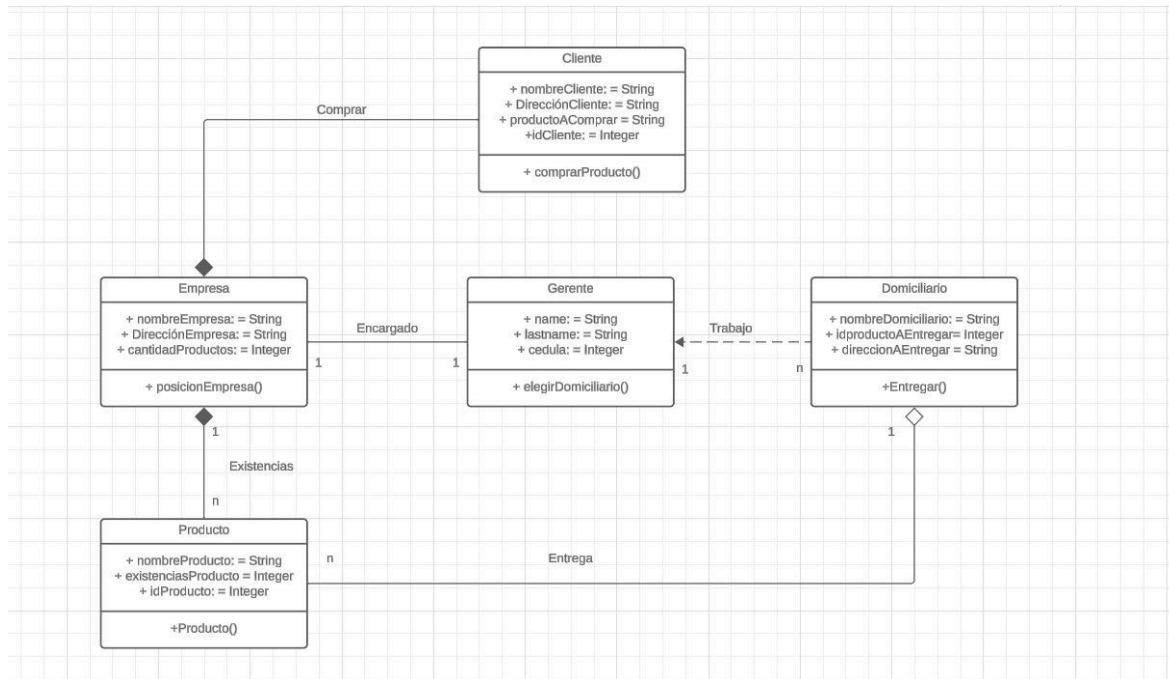 Cliente
+ nombreCliente: = String
+ DirecciónCliente: = String
+ productoAComprar = String
+idCliente: = Integer
+ comprarProducto()
Comprar
Empresa
+ nombreEmpresa: = String
+ DirecciónEmpresa: = String
+ cantidadProductos: = Integer
+ posicionEmpresa()
Encargado
1
1
Gerente
+ name: = String
+ lastname: = String
+ cedula: = Integer
+ elegirDomiciliario()
Trabajo
1
n
Domiciliario
+ nombreDomiciliario: = String
+ idproductoAEntregar= Integer
+ direccionAEntregar = String
+Entregar()
1
1
Existencias
n
Producto
+ nombreProducto: = String
+ existenciasProducto = Integer
+ idProducto: = Integer
+Producto()
n
Entrega